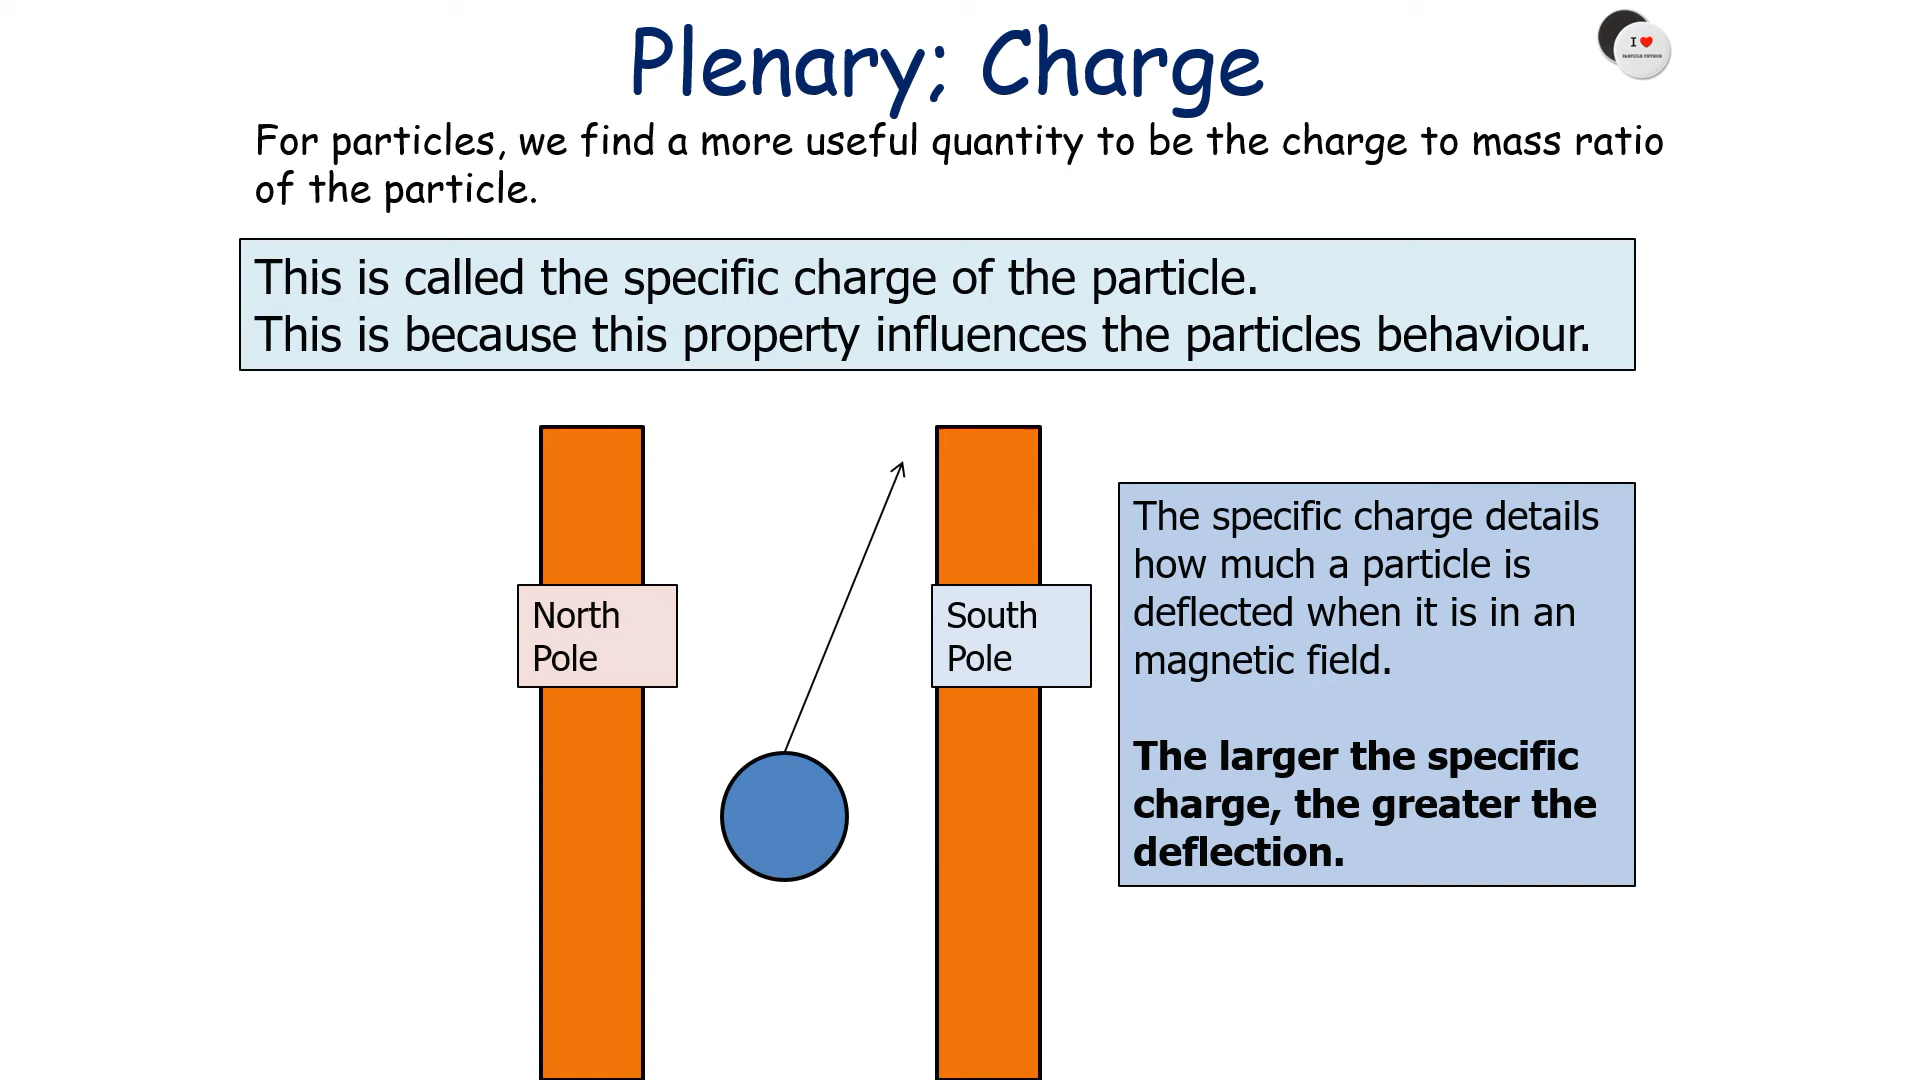 Plenary; Charge
I ❤
PARTICLE PHYSICS
For particles, we find a more useful quantity to be the charge to mass ratio
of the particle.
This is called the specific charge of the particle.
This is because this property influences the particles behaviour.
The specific charge details
how much a particle is
deflected when it is in an
magnetic field.
The larger the specific
charge, the greater the
deflection.
North
Pole
South
Pole